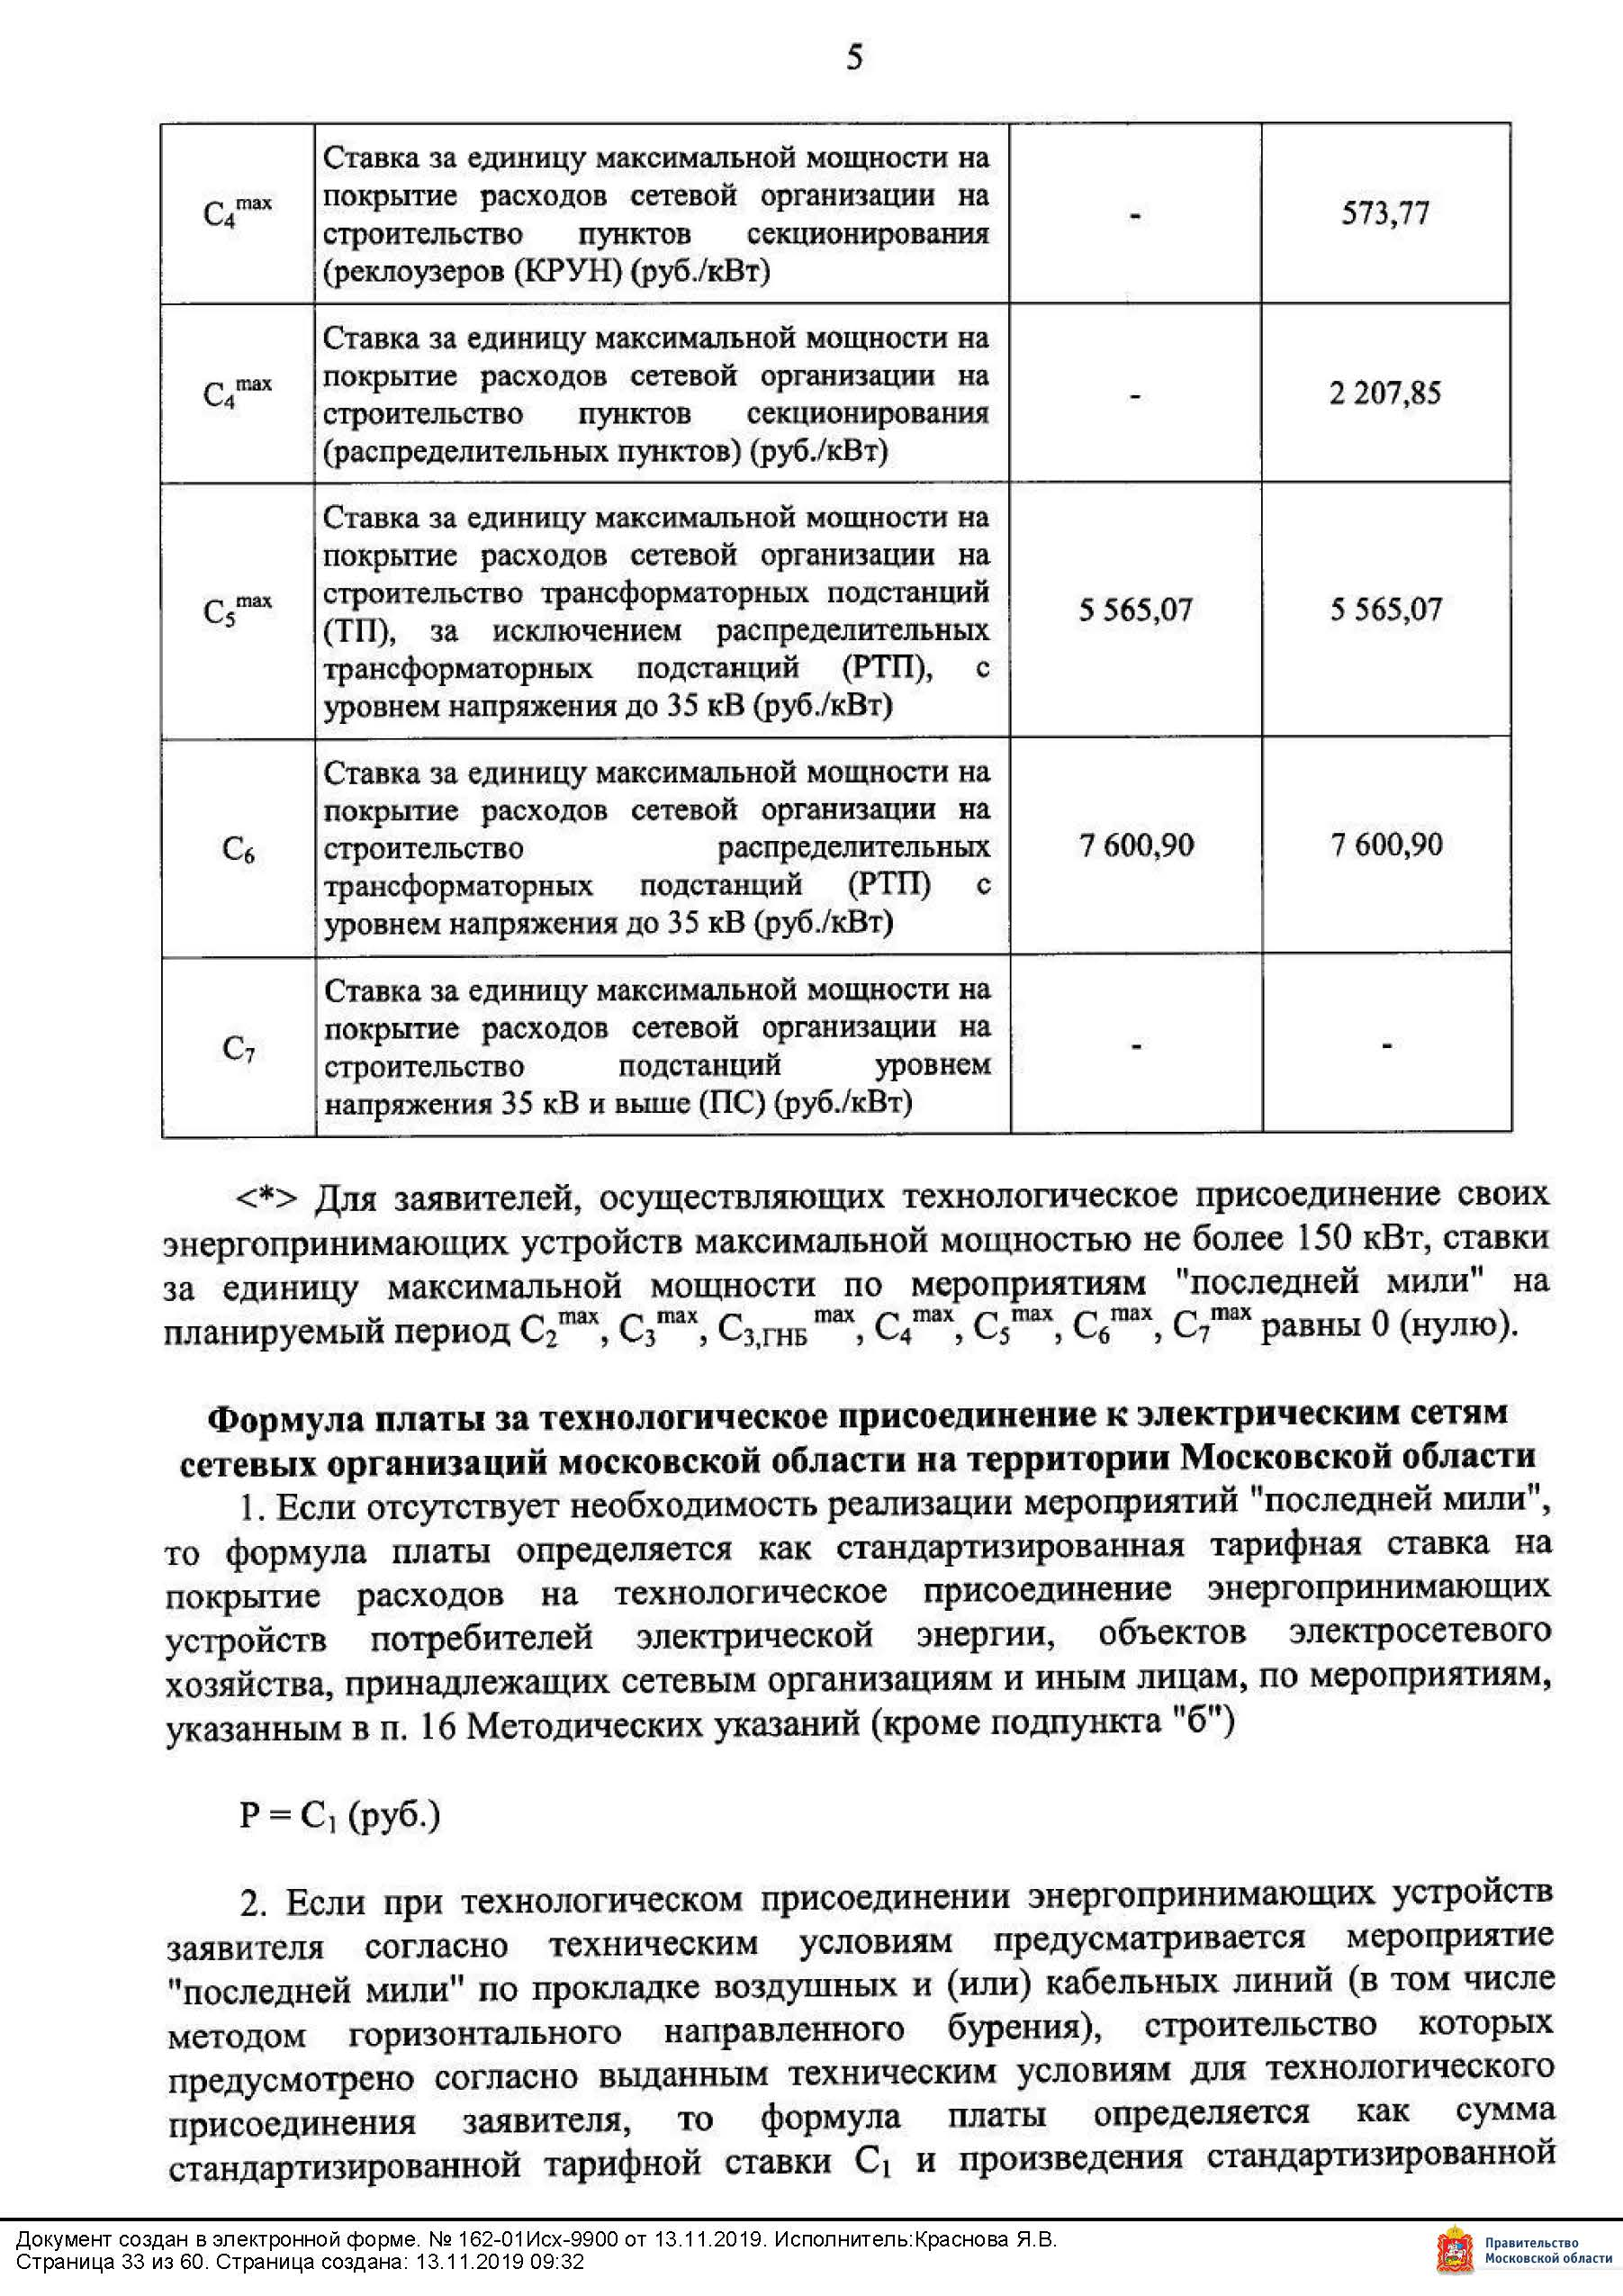 5
C₄ᵐᵃˣ
Ставка за единицу максимальной мощности на
покрытие расходов сетевой организации на
строительство пунктов секционирования
(реклоузеров (КРУН) (руб./кВт)
-
573,77
C₄ᵐᵃˣ
Ставка за единицу максимальной мощности на
покрытие расходов сетевой организации на
строительство пунктов секционирования
(распределительных пунктов) (руб./кВт)
-
2 207,85
C₅ᵐᵃˣ
Ставка за единицу максимальной мощности на
покрытие расходов сетевой организации на
строительство трансформаторных подстанций
(ТП), за исключением распределительных
трансформаторных подстанций (РТП), с
уровнем напряжения до 35 кВ (руб./кВт)
5 565,07
5 565,07
C₆
Ставка за единицу максимальной мощности на
покрытие расходов сетевой организации на
строительство распределительных
трансформаторных подстанций (РТП) с
уровнем напряжения до 35 кВ (руб./кВт)
7 600,90
7 600,90
C₇
Ставка за единицу максимальной мощности на
покрытие расходов сетевой организации на
строительство подстанций уровнем
напряжения 35 кВ и выше (ПС) (руб./кВт)
-
-
<*> Для заявителей, осуществляющих технологическое присоединение своих
энергопринимающих устройств максимальной мощностью не более 150 кВт, ставки
за единицу максимальной мощности по мероприятиям "последней мили" на
планируемый период C₂ᵐᵃˣ, C₃ᵐᵃˣ, C₃,ГНБ ᵐᵃˣ, C₄ᵐᵃˣ, C₅ᵐᵃˣ, C₆ᵐᵃˣ, C₇ᵐᵃˣ равны 0 (нулю).
Формула платы за технологическое присоединение к электрическим сетям
сетевых организаций московской области на территории Московской области
1. Если отсутствует необходимость реализации мероприятий "последней мили",
то формула платы определяется как стандартизированная тарифная ставка на
покрытие расходов на технологическое присоединение энергопринимающих
устройств потребителей электрической энергии, объектов электросетевого
хозяйства, принадлежащих сетевым организациям и иным лицам, по мероприятиям,
указанным в п. 16 Методических указаний (кроме подпункта "б")
P = C₁ (руб.)
2. Если при технологическом присоединении энергопринимающих устройств
заявителя согласно техническим условиям предусматривается мероприятие
"последней мили" по прокладке воздушных и (или) кабельных линий (в том числе
методом горизонтального направленного бурения), строительство которых
предусмотрено согласно выданным техническим условиям для технологического
присоединения заявителя, то формула платы определяется как сумма
стандартизированной тарифной ставки C₁ и произведения стандартизированной
Документ создан в электронной форме. № 162-01Исх-9900 от 13.11.2019. Исполнитель:Краснова Я.В.
Страница 33 из 60. Страница создана: 13.11.2019 09:32
Правительство
Московской области